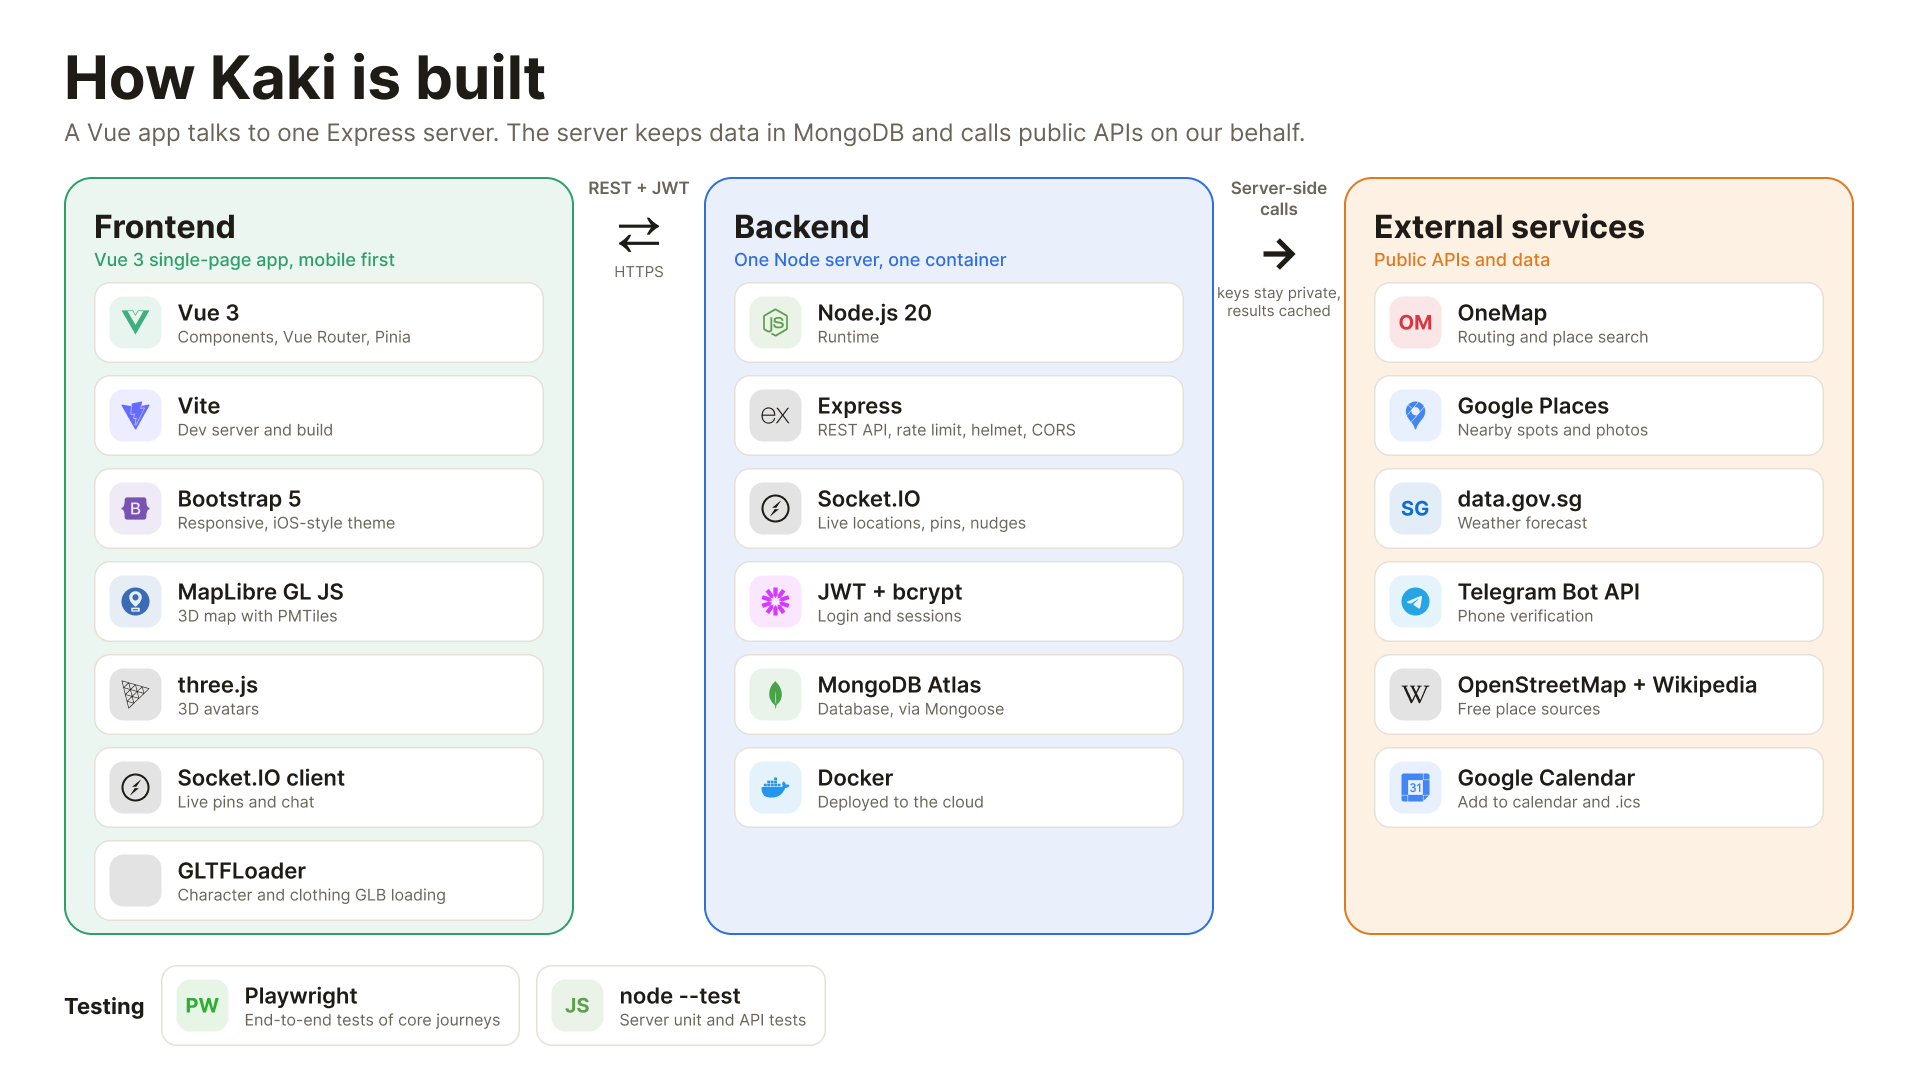 How Kaki is built
A Vue app talks to one Express server. The server keeps data in MongoDB and calls public APIs on our behalf.
Frontend
Vue 3 single-page app, mobile first
Vue 3
Components, Vue Router, Pinia
Vite
Dev server and build
B
Bootstrap 5
Responsive, iOS-style theme
MapLibre GL JS
3D map with PMTiles
three.js
3D avatars
Socket.IO client
Live pins and chat
GLTFLoader
Character and clothing GLB loading
REST + JWT
HTTPS
Backend
One Node server, one container
JS
Node.js 20
Runtime
ex
Express
REST API, rate limit, helmet, CORS
Socket.IO
Live locations, pins, nudges
JWT + bcrypt
Login and sessions
MongoDB Atlas
Database, via Mongoose
Docker
Deployed to the cloud
Server-side
calls
keys stay private,
results cached
External services
Public APIs and data
OM
OneMap
Routing and place search
Google Places
Nearby spots and photos
SG
data.gov.sg
Weather forecast
Telegram Bot API
Phone verification
W
OpenStreetMap + Wikipedia
Free place sources
31
Google Calendar
Add to calendar and .ics
Testing
PW
Playwright
End-to-end tests of core journeys
JS
node --test
Server unit and API tests